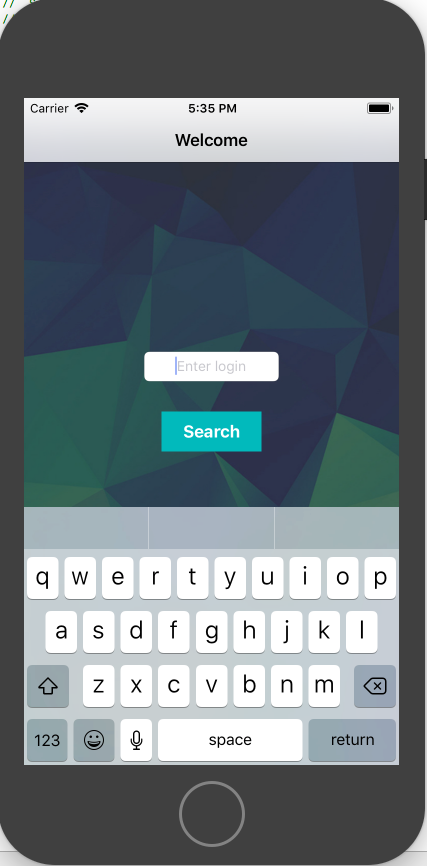 Carrier 5:35 PM
Welcome
Enter login
Search
q w e r t y u i o p
a s d f g h j k l
z x c v b n m
123 space return